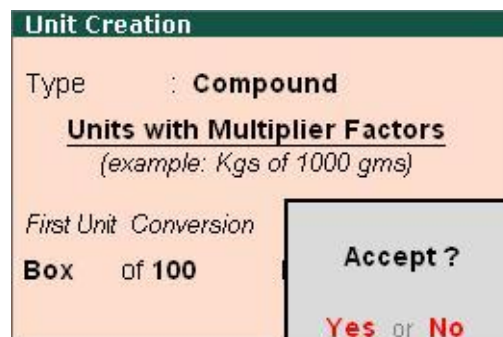 Unit Creation
Type : Compound
Units with Multiplier Factors
(example: Kgs of 1000 gms)
First Unit Conversion
Box of 100
Accept ?
Yes or No